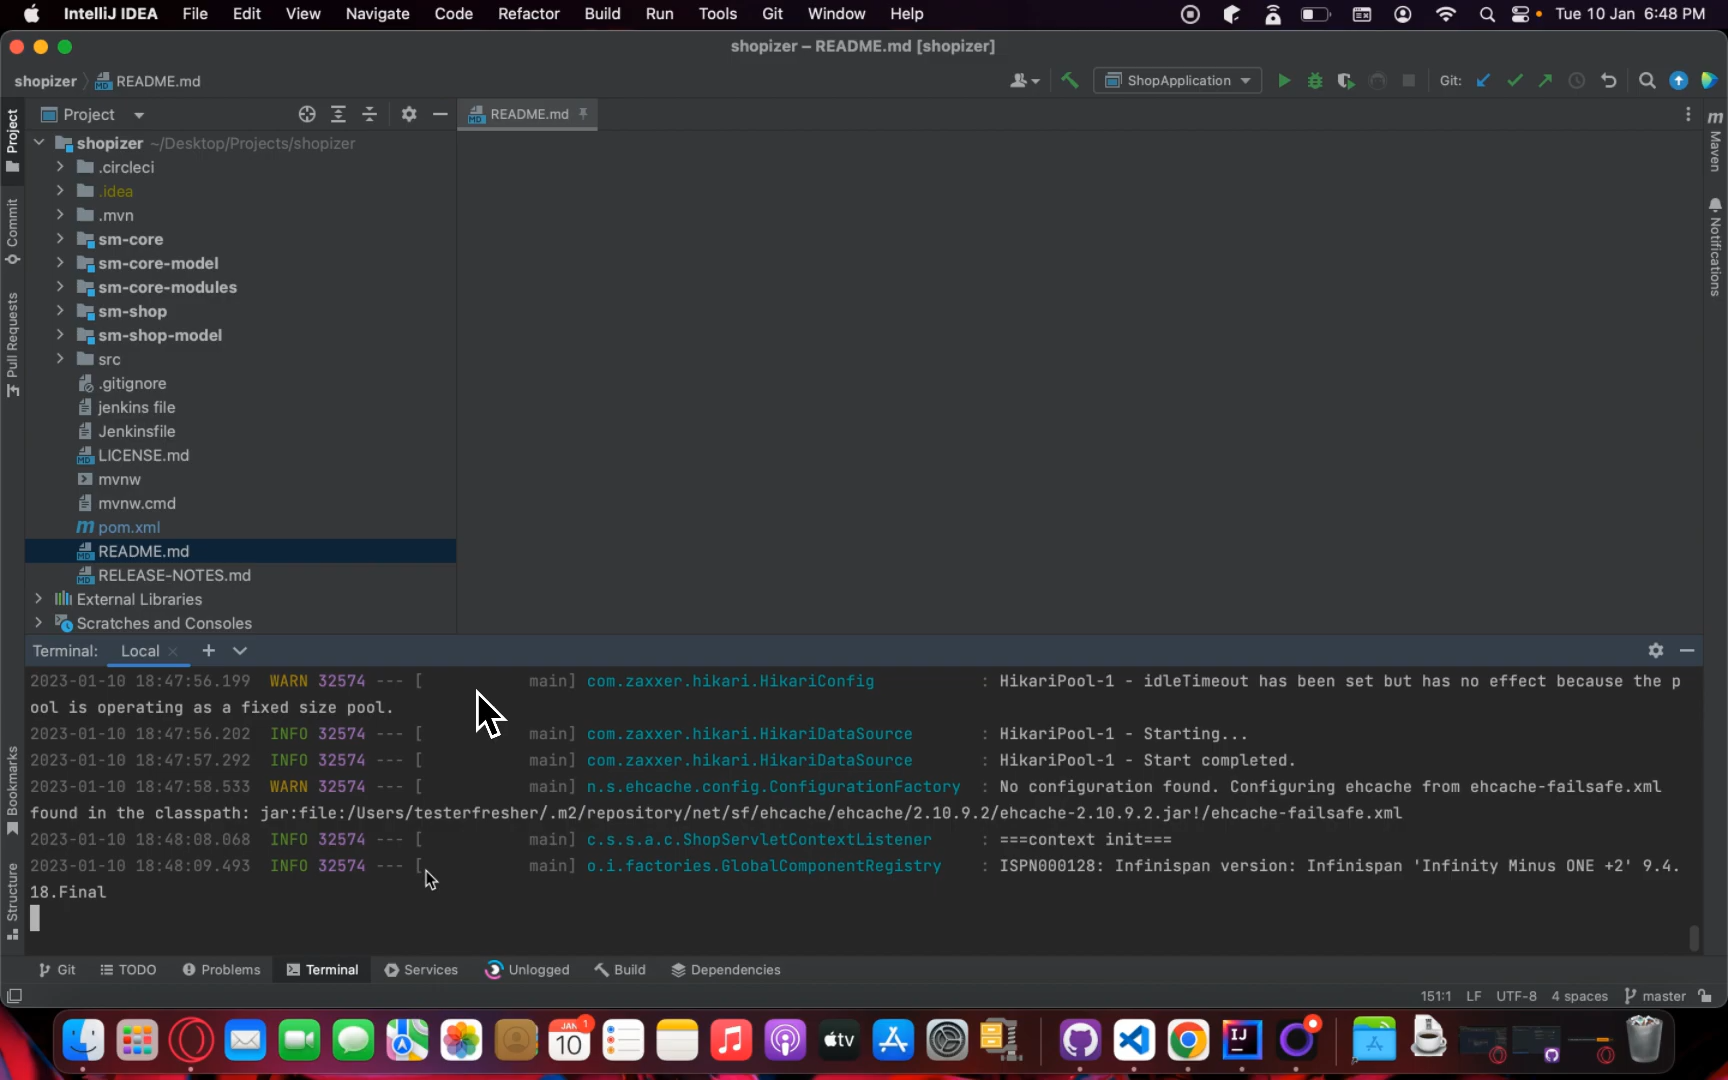 IntelliJ IDEA File Edit View Navigate Code Refactor Build Run Tools Git Window Help Tue 10 Jan 6:48 PM
shopizer – README.md [shopizer]
shopizer README.md ShopApplication Git:
Project README.md
shopizer ~/Desktop/Projects/shopizer
.circleci
.idea
.mvn
sm-core
sm-core-model
sm-core-modules
sm-shop
sm-shop-model
src
.gitignore
jenkins file
Jenkinsfile
LICENSE.md
mvnw
mvnw.cmd
pom.xml
README.md
RELEASE-NOTES.md
External Libraries
Scratches and Consoles
Project
Commit
Pull Requests
Bookmarks
Structure
Maven
Notifications
Terminal: Local
2023-01-10 18:47:56.199 WARN 32574 --- [ main] com.zaxxer.hikari.HikariConfig : HikariPool-1 - idleTimeout has been set but has no effect because the p
ool is operating as a fixed size pool.
2023-01-10 18:47:56.202 INFO 32574 --- [ main] com.zaxxer.hikari.HikariDataSource : HikariPool-1 - Starting...
2023-01-10 18:47:57.292 INFO 32574 --- [ main] com.zaxxer.hikari.HikariDataSource : HikariPool-1 - Start completed.
2023-01-10 18:47:58.533 WARN 32574 --- [ main] n.s.ehcache.config.ConfigurationFactory : No configuration found. Configuring ehcache from ehcache-failsafe.xml
found in the classpath: jar:file:/Users/testerfresher/.m2/repository/net/sf/ehcache/ehcache/2.10.9.2/ehcache-2.10.9.2.jar!/ehcache-failsafe.xml
2023-01-10 18:48:08.068 INFO 32574 --- [ main] c.s.s.a.c.ShopServletContextListener : ===context init===
2023-01-10 18:48:09.493 INFO 32574 --- [ main] o.i.factories.GlobalComponentRegistry : ISPN000128: Infinispan version: Infinispan 'Infinity Minus ONE +2' 9.4.
18.Final
Git TODO Problems Terminal Services Unlogged Build Dependencies
151:1 LF UTF-8 4 spaces master
JAN 1
10
tv
IJ